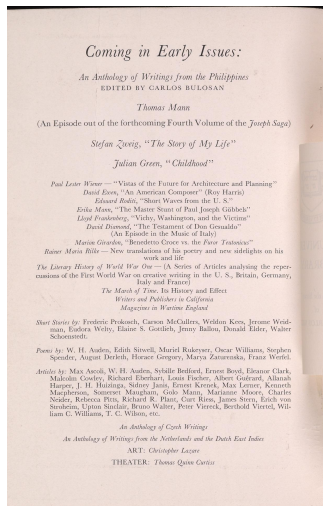 Coming in Early Issues:
An Anthology of Writings from the Philippines
EDITED BY CARLOS BULOSAN
Thomas Mann
(An Episode out of the forthcoming Fourth Volume of the Joseph Saga)
Stefan Zweig, "The Story of My Life"
Julian Green, "Childhood"
Paul Lester Wiener — "Vistas of the Future for Architecture and Planning"
David Ewen, "An American Composer" (Roy Harris)
Edouard Roditi, "Short Waves from the U. S."
Erika Mann, "The Master Stunt of Paul Joseph Göbbels"
Lloyd Frankenberg, "Vichy, Washington, and the Victims"
David Diamond, "The Testament of Don Gesualdo"
(An Episode in the Music of Italy)
Marion Girardon, "Benedetto Croce vs. the Furor Teutonicus"
Rainer Maria Rilke — New translations of his poetry and new sidelights on his
work and life
The Literary History of World War One — (A Series of Articles analysing the reper-
cussions of the First World War on creative writing in the U. S., Britain, Germany,
Italy and France)
The March of Time. Its History and Effect
Writers and Publishers in California
Magazines in Wartime England
Short Stories by: Frederic Prokosch, Carson McCullers, Weldon Kees, Jerome Weid-
man, Eudora Welty, Elaine S. Gottlieb, Jenny Ballou, Donald Elder, Walter
Schoenstedt.
Poems by: W. H. Auden, Edith Sitwell, Muriel Rukeyser, Oscar Williams, Stephen
Spender, August Derleth, Horace Gregory, Marya Zaturenska, Franz Werfel.
Articles by: Max Ascoli, W. H. Auden, Sybille Bedford, Ernest Boyd, Eleanor Clark,
Malcolm Cowley, Richard Eberhart, Louis Fischer, Albert Guérard, Allanah
Harper, J. H. Huizinga, Sidney Janis, Ernst Krenek, Max Lerner, Kenneth
Macpherson, Somerset Maugham, Golo Mann, Marianne Moore, Charles
Neider, Rebecca Pitts, Richard R. Plant, Curt Riess, James Stern, Erich von
Stroheim, Upton Sinclair, Bruno Walter, Peter Viereck, Berthold Viertel, Wil-
liam C. Williams, T. C. Wilson, etc.
An Anthology of Czech Writings
An Anthology of Writings from the Netherlands and the Dutch East Indies
ART: Christopher Lazare
THEATER: Thomas Quinn Curtiss